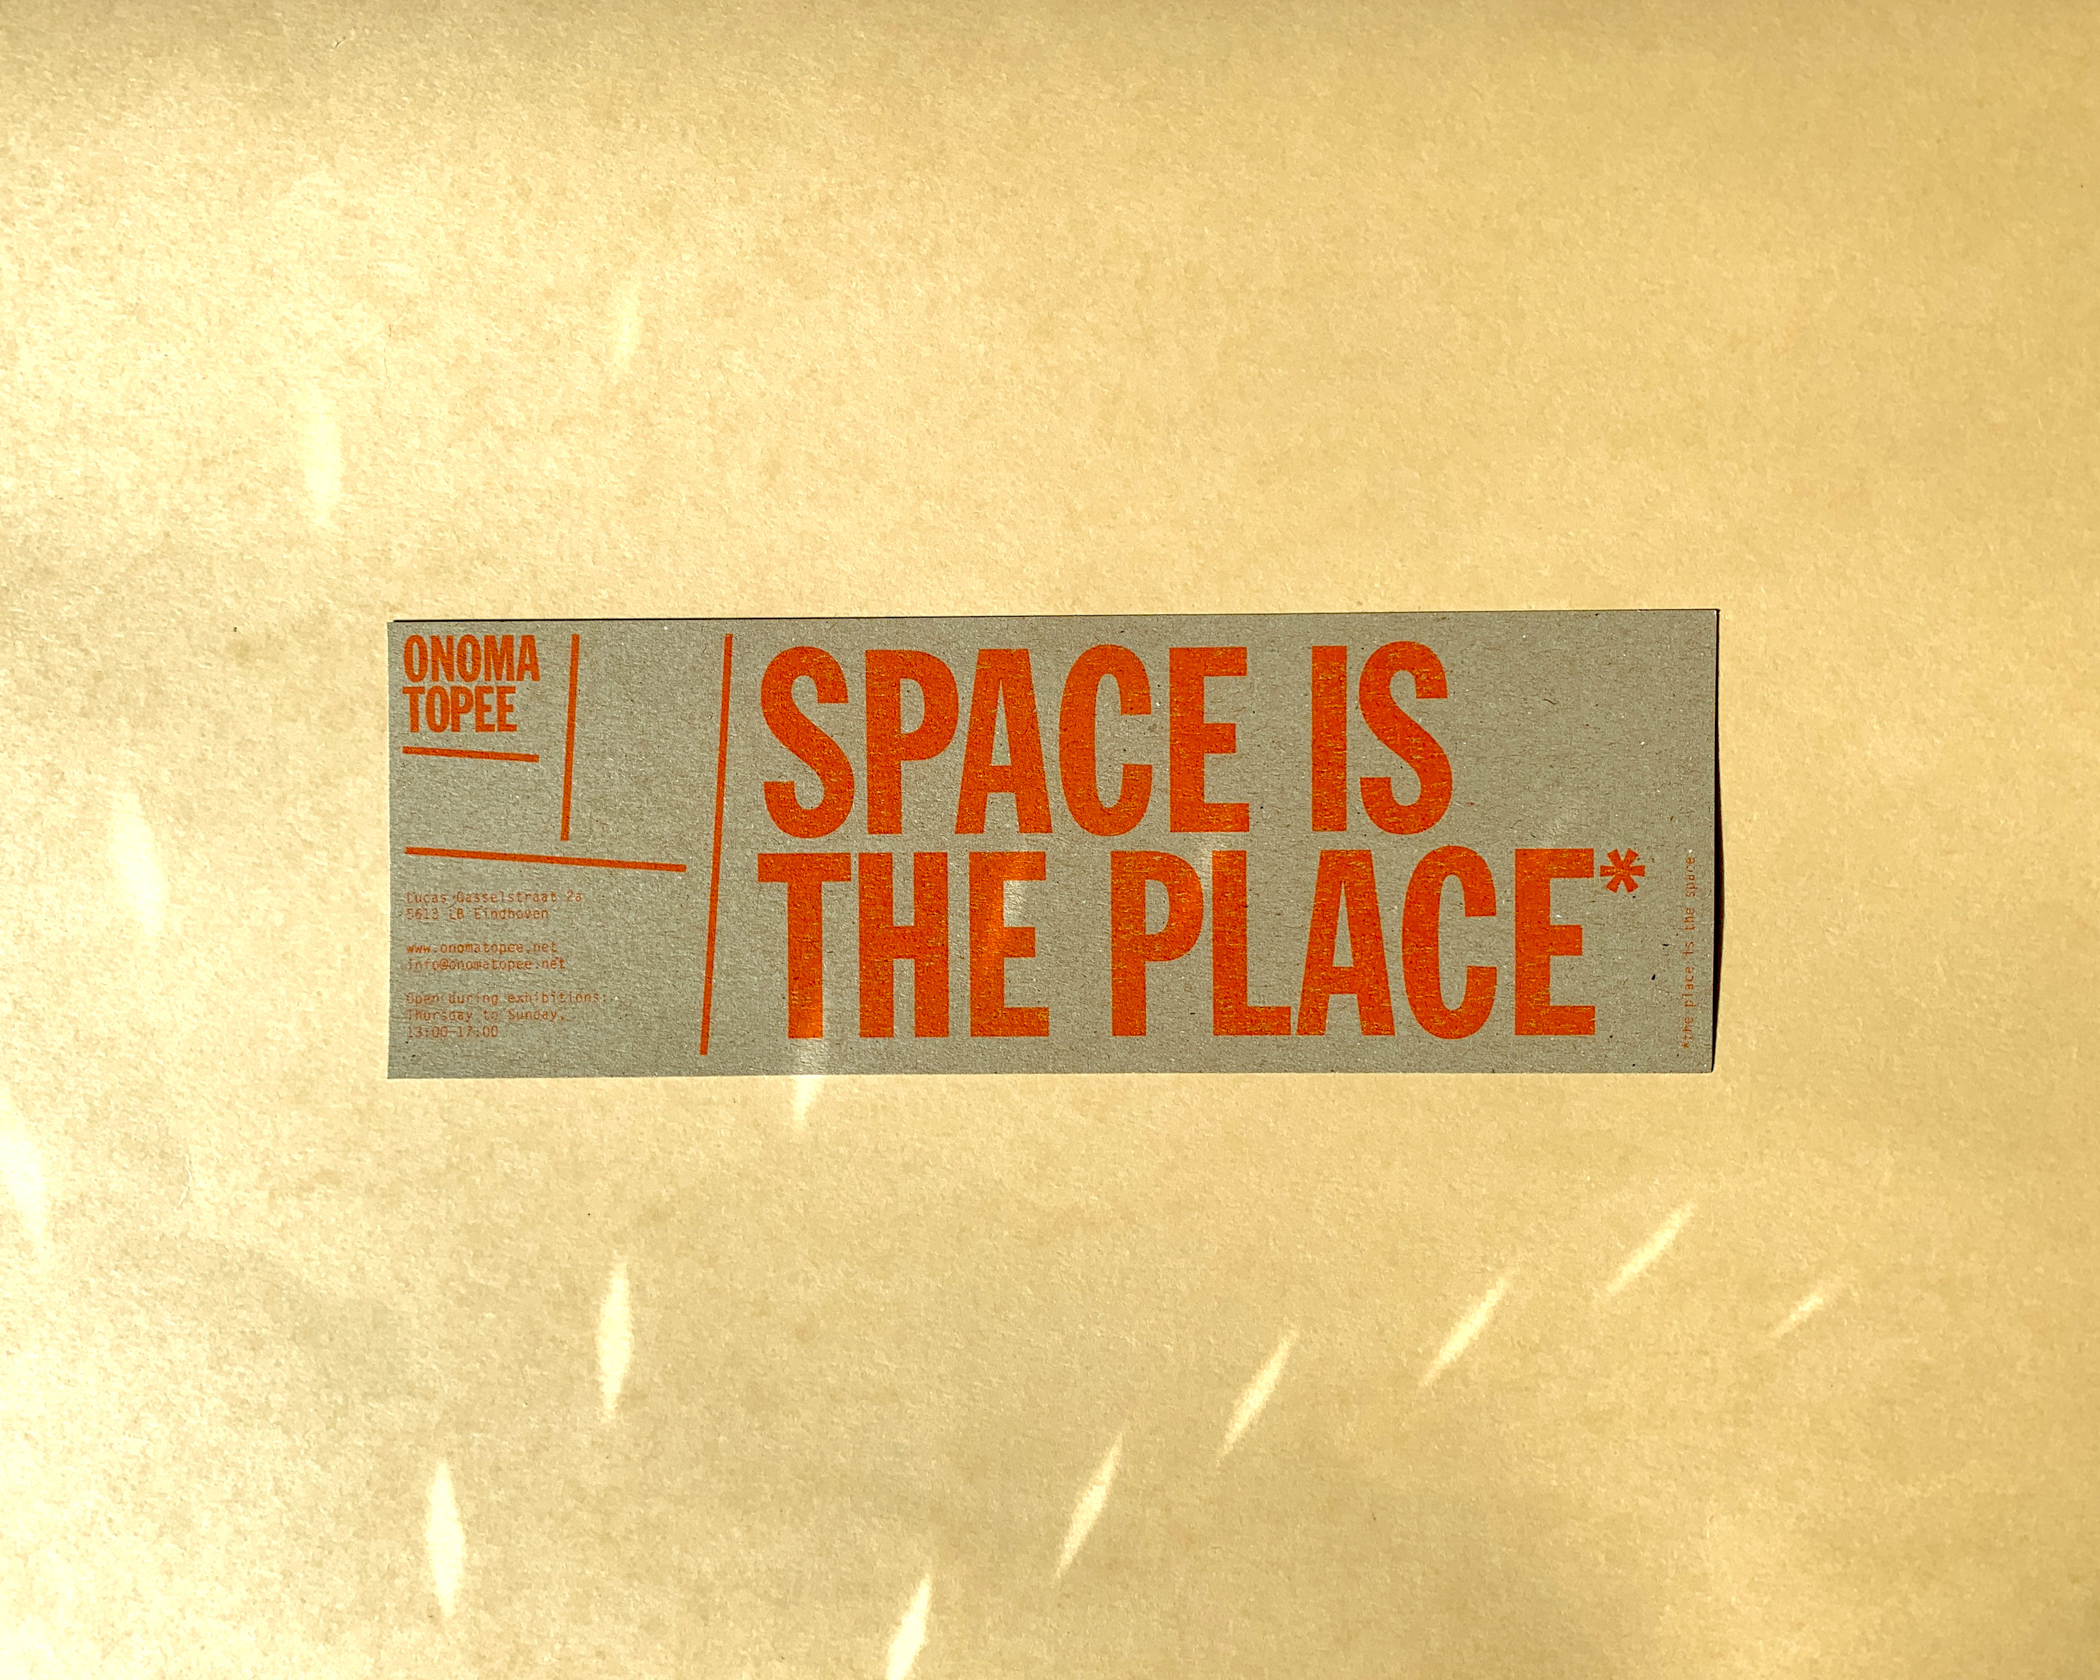 ONOMA
TOPEE
Lucas Gasselstraat 2a
5613 LB Eindhoven
www.onomatopee.net
info@onomatopee.net
Open during exhibitions:
Thursday to Sunday,
13:00-17:00
SPACE IS
THE PLACE*
*the place is the space